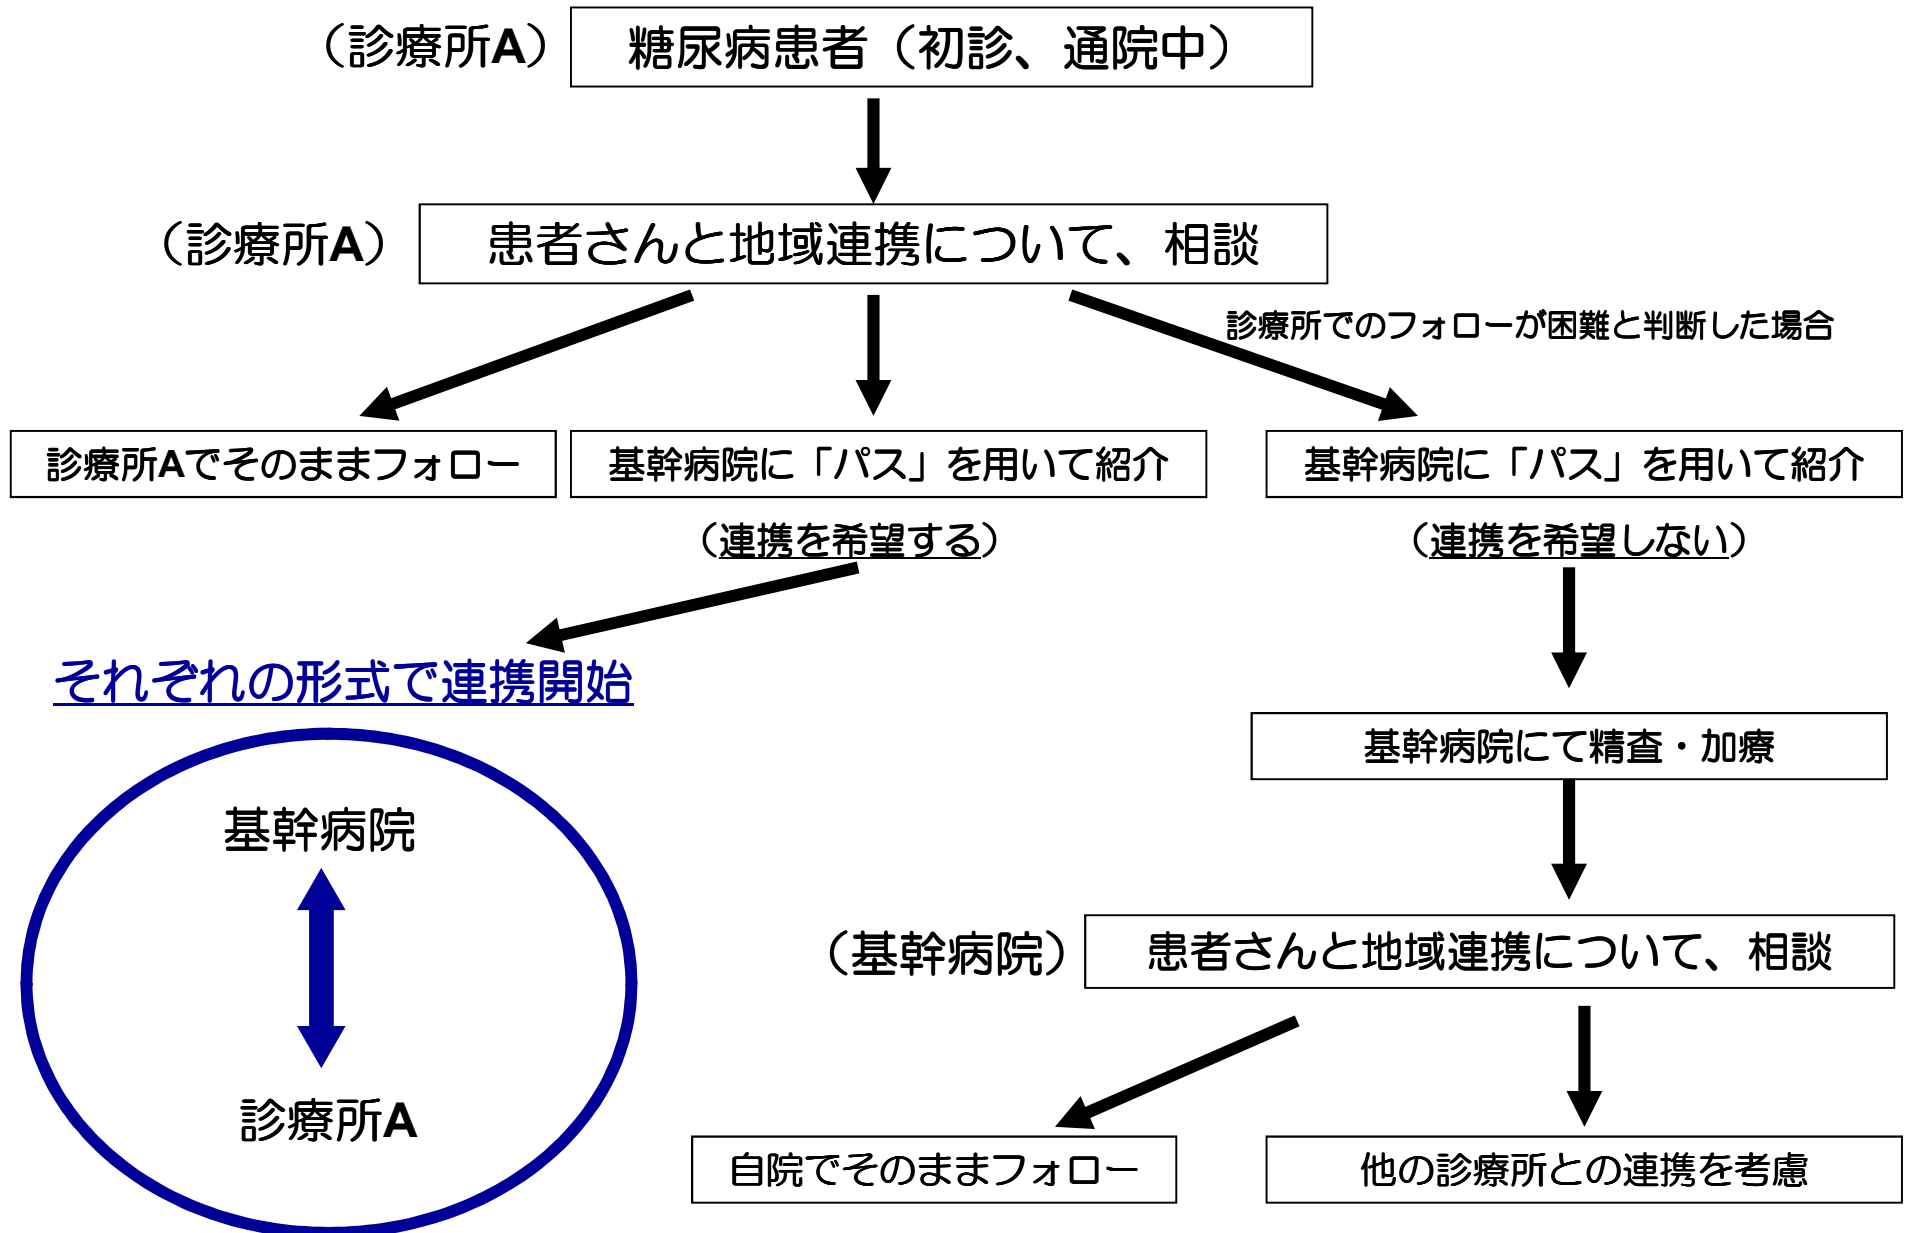 （診療所A） 糖尿病患者（初診、通院中）
（診療所A） 患者さんと地域連携について、相談
診療所でのフォローが困難と判断した場合
診療所Aでそのままフォロー
基幹病院に「パス」を用いて紹介
基幹病院に「パス」を用いて紹介
（連携を希望する）
（連携を希望しない）
それぞれの形式で連携開始
基幹病院
診療所A
基幹病院にて精査・加療
（基幹病院） 患者さんと地域連携について、相談
自院でそのままフォロー
他の診療所との連携を考慮